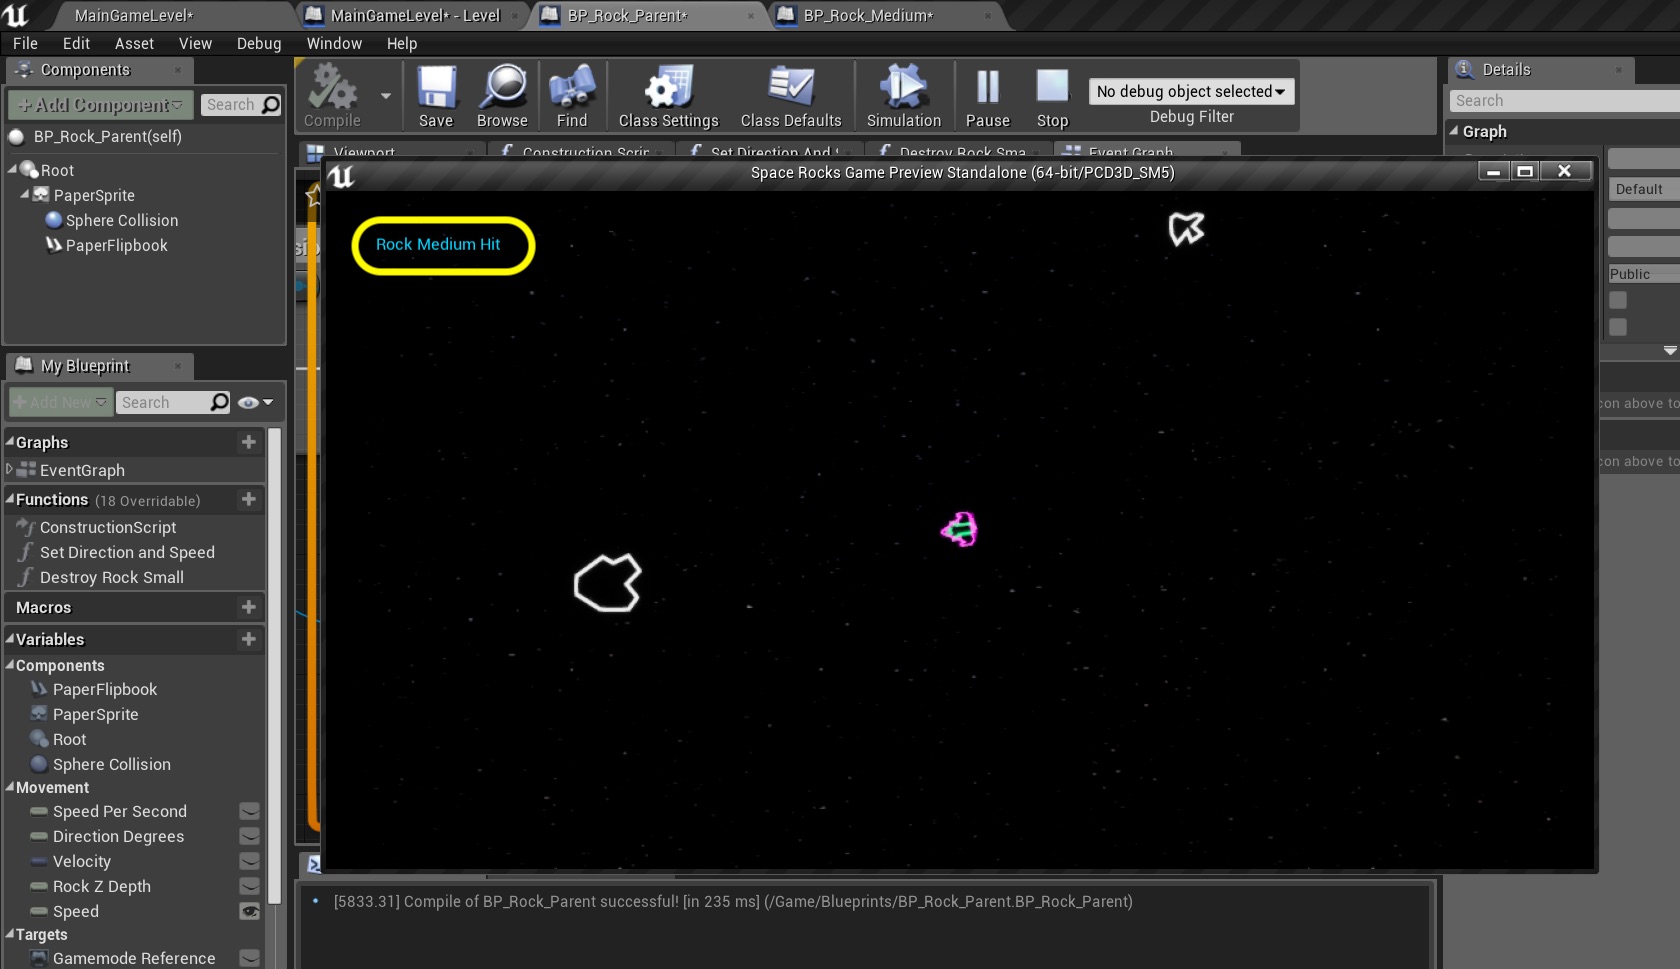 MainGameLevel*
MainGameLevel* - Level
BP_Rock_Parent*
BP_Rock_Medium*
File Edit Asset View Debug Window Help
Components
+Add Component
Search
BP_Rock_Parent(self)
Root
PaperSprite
Sphere Collision
PaperFlipbook
Compile
Save
Browse
Find
Class Settings
Class Defaults
Simulation
Pause
Stop
No debug object selected
Debug Filter
Viewport
Construction Scrip
Set Direction And
Destroy Rock Sma
Event Graph
Details
Search
Graph
Default
Public
con above to
con above to
Space Rocks Game Preview Standalone (64-bit/PCD3D_SM5)
Rock Medium Hit
My Blueprint
+Add New
Search
Graphs
EventGraph
Functions (18 Overridable)
ConstructionScript
Set Direction and Speed
Destroy Rock Small
Macros
Variables
Components
PaperFlipbook
PaperSprite
Root
Sphere Collision
Movement
Speed Per Second
Direction Degrees
Velocity
Rock Z Depth
Speed
Targets
Gamemode Reference
[5833.31] Compile of BP_Rock_Parent successful! [in 235 ms] (/Game/Blueprints/BP_Rock_Parent.BP_Rock_Parent)